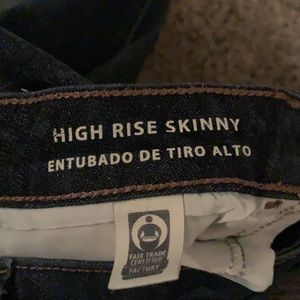 HIGH RISE SKINNY
ENTUBADO DE TIRO ALTO
FAIR TRADE
CERTIFIED
FACTORY